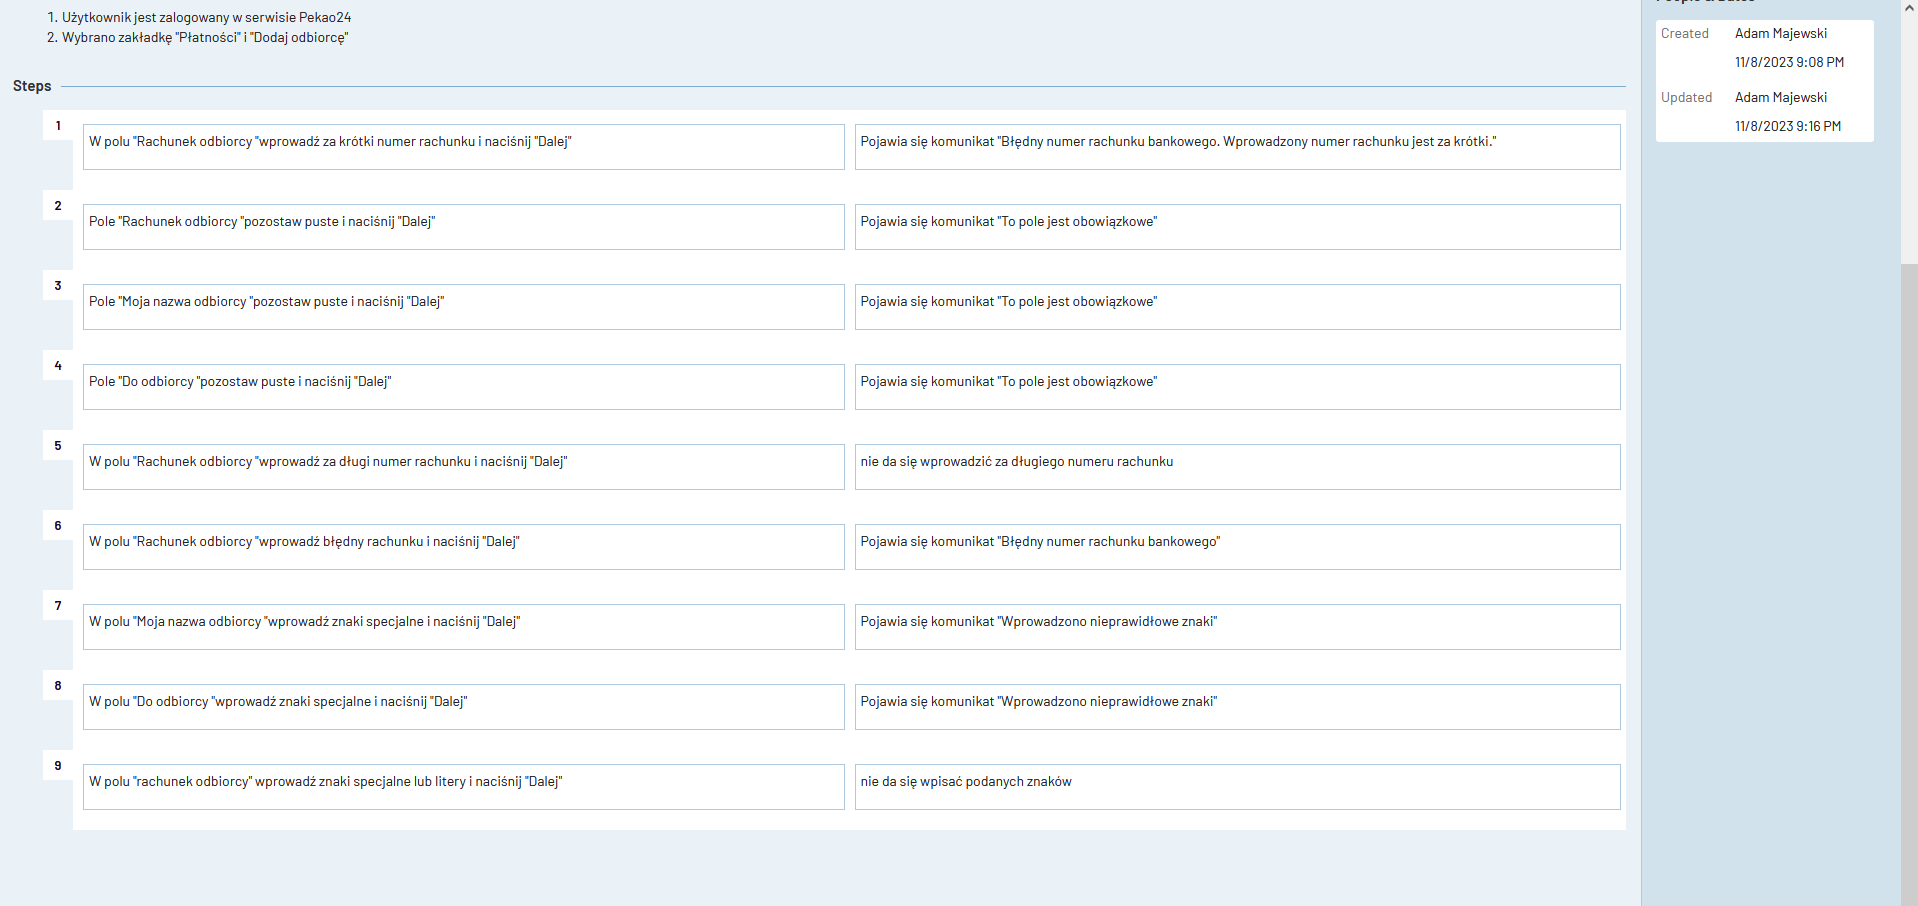 1. Użytkownik jest zalogowany w serwisie Pekao24
2. Wybrano zakładkę "Płatności" i "Dodaj odbiorcę"
Steps
1
W polu "Rachunek odbiorcy "wprowadź za krótki numer rachunku i naciśnij "Dalej"
Pojawia się komunikat "Błędny numer rachunku bankowego. Wprowadzony numer rachunku jest za krótki."
2
Pole "Rachunek odbiorcy "pozostaw puste i naciśnij "Dalej"
Pojawia się komunikat "To pole jest obowiązkowe"
3
Pole "Moja nazwa odbiorcy "pozostaw puste i naciśnij "Dalej"
Pojawia się komunikat "To pole jest obowiązkowe"
4
Pole "Do odbiorcy "pozostaw puste i naciśnij "Dalej"
Pojawia się komunikat "To pole jest obowiązkowe"
5
W polu "Rachunek odbiorcy "wprowadź za długi numer rachunku i naciśnij "Dalej"
nie da się wprowadzić za długiego numeru rachunku
6
W polu "Rachunek odbiorcy "wprowadź błędny rachunku i naciśnij "Dalej"
Pojawia się komunikat "Błędny numer rachunku bankowego"
7
W polu "Moja nazwa odbiorcy "wprowadź znaki specjalne i naciśnij "Dalej"
Pojawia się komunikat "Wprowadzono nieprawidłowe znaki"
8
W polu "Do odbiorcy "wprowadź znaki specjalne i naciśnij "Dalej"
Pojawia się komunikat "Wprowadzono nieprawidłowe znaki"
9
W polu "rachunek odbiorcy" wprowadź znaki specjalne lub litery i naciśnij "Dalej"
nie da się wpisać podanych znaków
Created Adam Majewski
11/8/2023 9:08 PM
Updated Adam Majewski
11/8/2023 9:16 PM